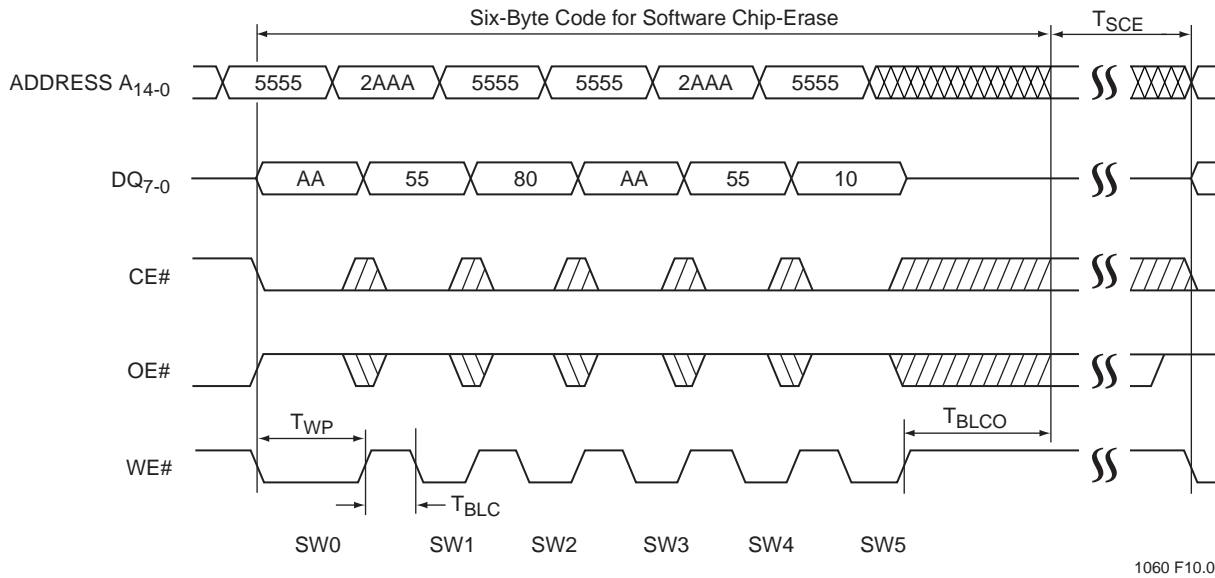 Six-Byte Code for Software Chip-Erase TSCE
ADDRESS A14-0 5555 2AAA 5555 5555 2AAA 5555
DQ7-0 AA 55 80 AA 55 10
CE#
OE#
TWP TBLCO
WE#
TBLC
SW0 SW1 SW2 SW3 SW4 SW5
1060 F10.0